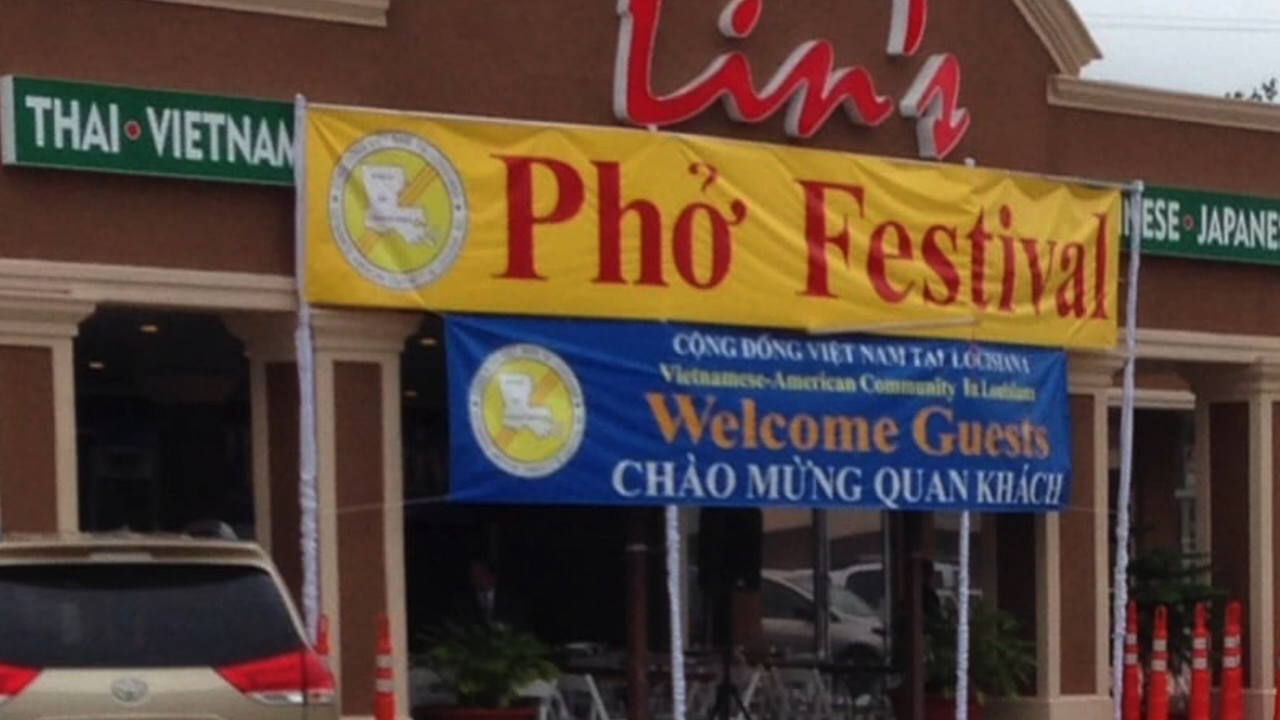 Lin's
THAI • VIETNAM
Phở Festival
NESE • JAPANE
CỘNG ĐỒNG VIỆT NAM TẠI LOUISIANA
Vietnamese-American Community In Louisiana
Welcome Guests
CHÀO MỪNG QUAN KHÁCH